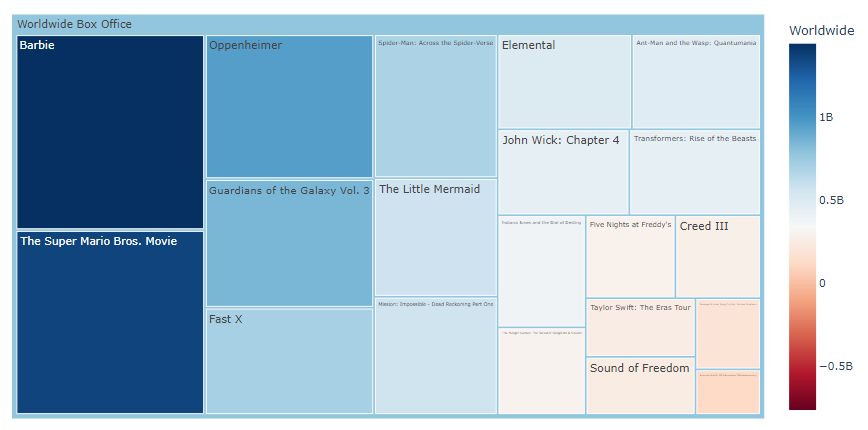 Worldwide Box Office
Barbie
Oppenheimer
Spider-Man: Across the Spider-Verse
Elemental
Ant-Man and the Wasp: Quantumania
John Wick: Chapter 4
Transformers: Rise of the Beasts
Guardians of the Galaxy Vol. 3
The Little Mermaid
Indiana Jones and the Dial of Destiny
Five Nights at Freddy's
Creed III
The Super Mario Bros. Movie
Mission: Impossible - Dead Reckoning Part One
Taylor Swift: The Eras Tour
Fast X
Sound of Freedom
Worldwide
1B
0.5B
0
−0.5B